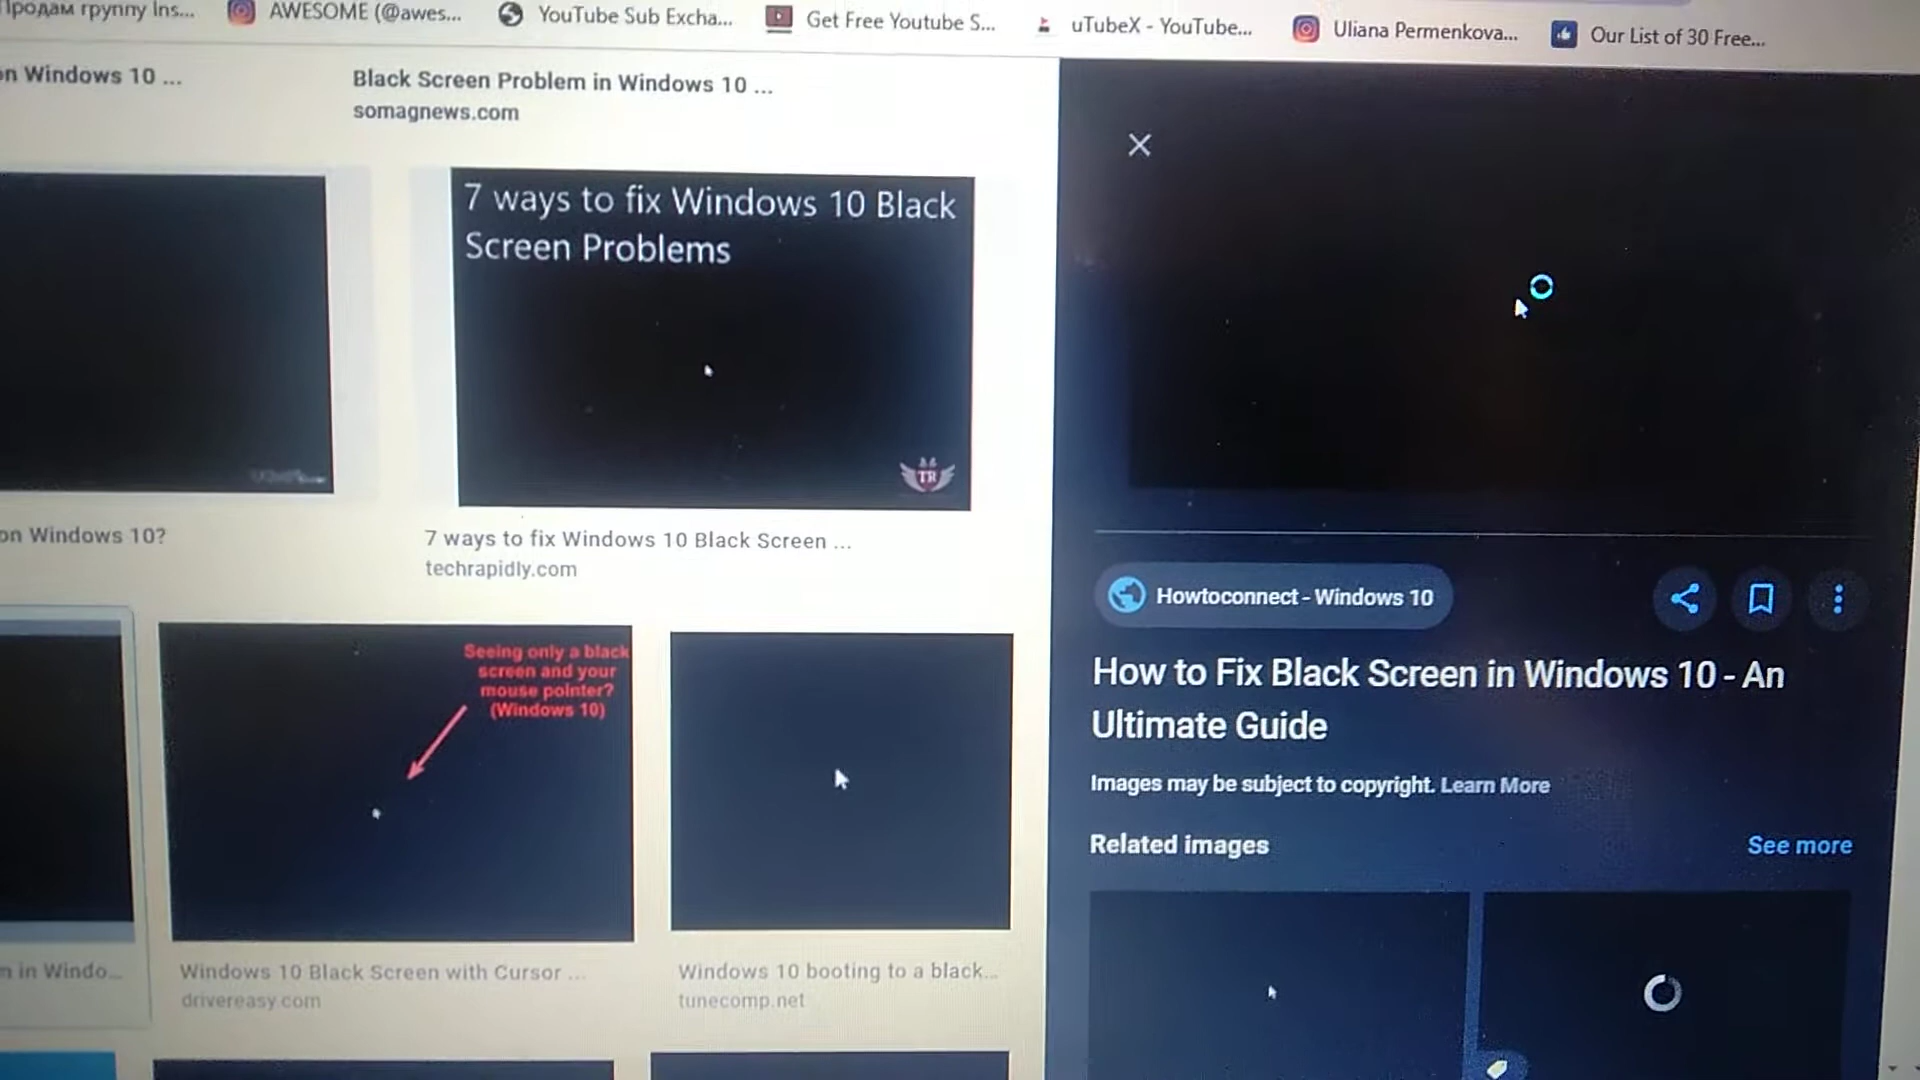 Продам группу Ins...
AWESOME (@awes...
YouTube Sub Excha...
Get Free Youtube S...
uTubeX - YouTube...
Uliana Permenkova...
Our List of 30 Free...
on Windows 10 ...
Black Screen Problem in Windows 10 ...
somagnews.com
7 ways to fix Windows 10 Black
Screen Problems
TR
on Windows 10?
7 ways to fix Windows 10 Black Screen ...
techrapidly.com
Seeing only a black
screen and your
mouse pointer?
(Windows 10)
n in Windo...
Windows 10 Black Screen with Cursor ...
drivereasy.com
Windows 10 booting to a black...
tunecomp.net
Howtoconnect - Windows 10
How to Fix Black Screen in Windows 10 - An
Ultimate Guide
Images may be subject to copyright. Learn More
Related images
See more